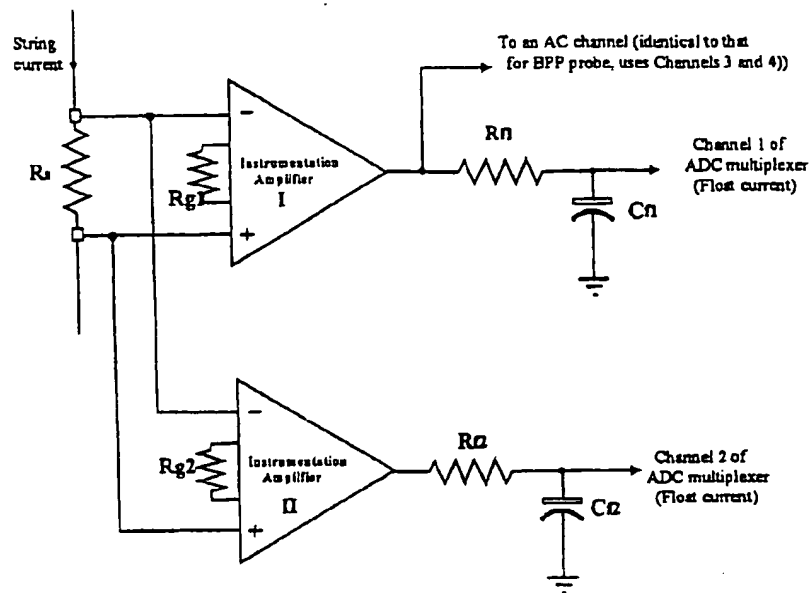 String
current
To an AC channel (identical to that
for BPP probe, uses Channels 3 and 4))
−
Rs
Rg1
Instrumentation
Amplifier
I
+
Rf1
Channel 1 of
ADC multiplexer
(Float current)
Cf1
−
Rg2
Instrumentation
Amplifier
II
+
Rf2
Channel 2 of
ADC multiplexer
(Float current)
Cf2